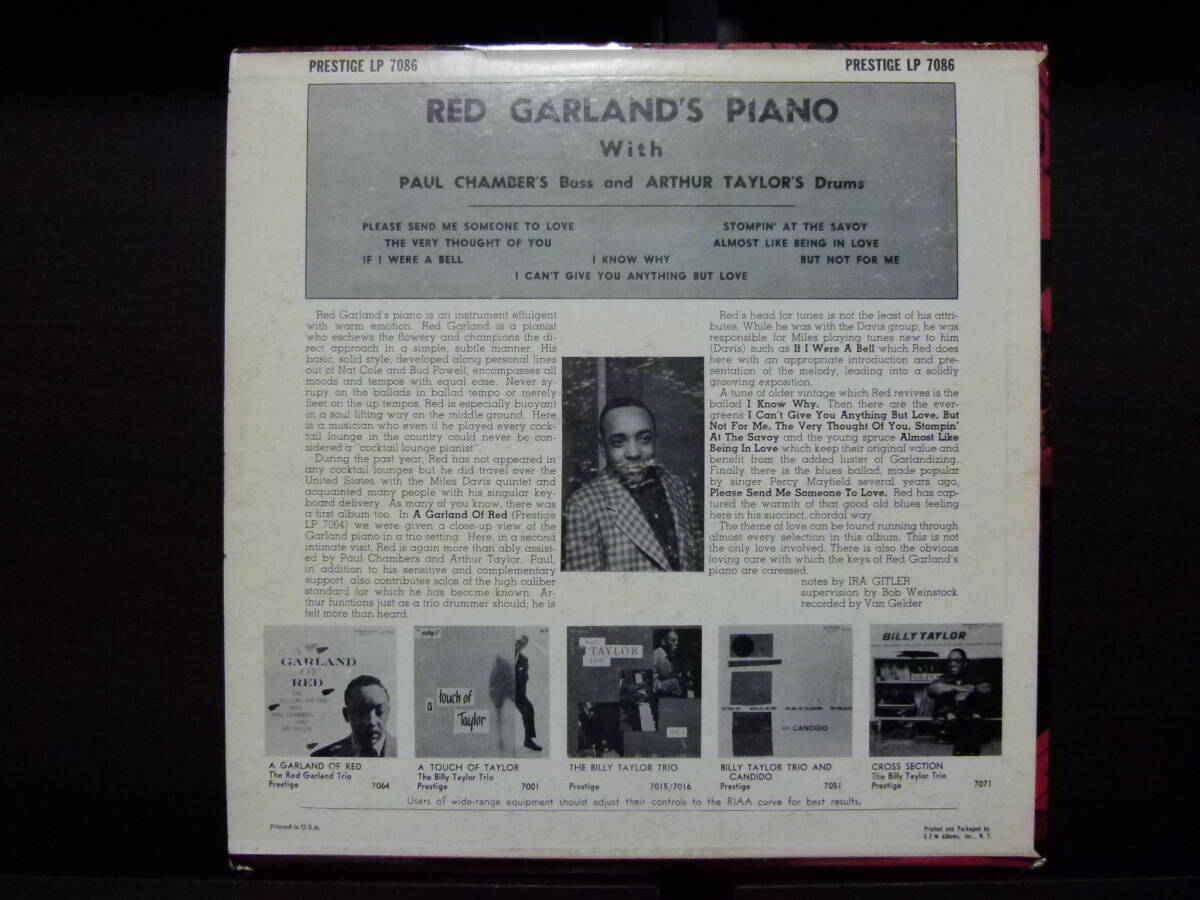 PRESTIGE LP 7086
PRESTIGE LP 7086
RED GARLAND'S PIANO
With
PAUL CHAMBER'S Bass and ARTHUR TAYLOR'S Drums
PLEASE SEND ME SOMEONE TO LOVE
STOMPIN' AT THE SAVOY
THE VERY THOUGHT OF YOU
ALMOST LIKE BEING IN LOVE
IF I WERE A BELL
I KNOW WHY
BUT NOT FOR ME
I CAN'T GIVE YOU ANYTHING BUT LOVE
Red Garland's piano is an instrument effulgent
with warm emotion. Red Garland is a pianist
who eschews the flowery and champions the di-
rect approach in a simple, subtle manner. His
basic, solid style, developed along personal lines
out of Nat Cole and Bud Powell, encompasses all
moods and tempos with equal ease. Never sy-
rupy on the ballads in ballad tempo or merely
fleet on the up tempos, Red is especially buoyant
in a soul lifting way on the middle ground. Here
is a musician who even if he played every cock-
tail lounge in the country could never be con-
sidered a "cocktail lounge pianist".
During the past year, Red has not appeared in
any cocktail lounges but he did travel over the
United States with the Miles Davis quintet and
acquainted many people with his singular key-
board delivery. As many of you know, there was
a first album too. In A Garland Of Red (Prestige
LP 7064) we were given a close-up view of the
Garland piano in a trio setting. Here, in a second
intimate visit, Red is again more than ably assist-
ed by Paul Chambers and Arthur Taylor. Paul,
in addition to his sensitive and complementary
support, also contributes solos of the high caliber
standard for which he has become known. Ar-
thur functions just as a trio drummer should; he is
felt more than heard.
Red's head for tunes is not the least of his attri-
butes. While he was with the Davis group, he was
responsible for Miles playing tunes new to him
(Davis) such as If I Were A Bell which Red does
here with an appropriate introduction and pre-
sentation of the melody, leading into a solidly
grooving exposition.
A tune of older vintage which Red revives is the
ballad I Know Why. Then there are the ever-
greens I Can't Give You Anything But Love, But
Not For Me, The Very Thought Of You, Stompin'
At The Savoy and the young spruce Almost Like
Being In Love which keep their original value and
benefit from the added luster of Garlandizing.
Finally there is the blues ballad, made popular
by singer Percy Mayfield several years ago,
Please Send Me Someone To Love. Red has cap-
tured the warmth of that good old blues feeling
here in his succinct, chordal way.
The theme of love can be found running through
almost every selection in this album. This is not
the only love involved. There is also the obvious
loving care with which the keys of Red Garland's
piano are caressed.
notes by IRA GITLER
supervision by Bob Weinstock
recorded by Van Gelder
A
GARLAND
OF
RED
THE
RED GARLAND TRIO
WITH
PAUL CHAMBERS
AND
ART TAYLOR
a touch of
Taylor
TAYLOR
THE BILLY TAYLOR TRIO
with CANDIDO
BILLY TAYLOR
A GARLAND OF RED
The Red Garland Trio
Prestige 7064
A TOUCH OF TAYLOR
The Billy Taylor Trio
Prestige 7001
THE BILLY TAYLOR TRIO
Prestige 7015/7016
BILLY TAYLOR TRIO AND
CANDIDO
Prestige 7051
CROSS SECTION
The Billy Taylor Trio
Prestige 7071
Users of wide-range equipment should adjust their controls to the RIAA curve for best results.
Printed in U.S.A.
Printed and Packaged by
G E M Albums, Inc., N. Y.